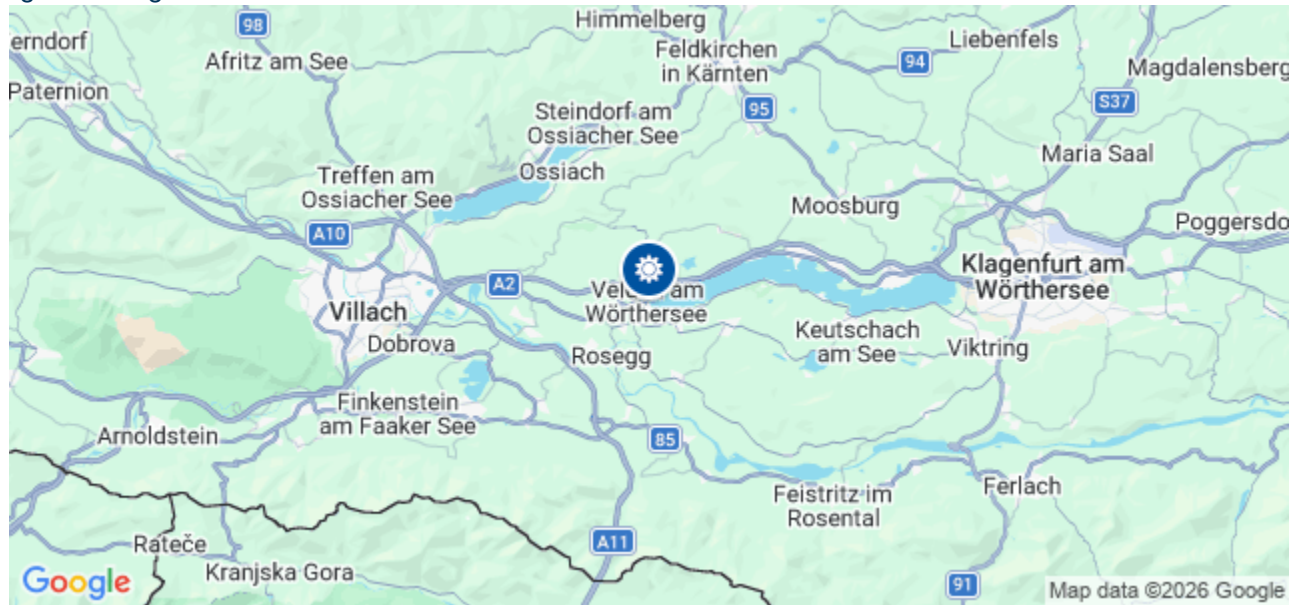 98
Himmelberg
erndorf
Afritz am See
Feldkirchen
in Kärnten
94
Liebenfels
Magdalensberg
Paternion
95
S37
Steindorf am
Ossiacher See
Maria Saal
Treffen am
Ossiacher See
Ossiach
Moosburg
A10
Poggersdo
A2
Klagenfurt am
Wörthersee
Villach
Wörthersee
Dobrova
Rosegg
Keutschach
am See
Viktring
Finkenstein
am Faaker See
Arnoldstein
85
Feistritz im
Rosental
Ferlach
Rateče
A11
Kranjska Gora
91
Google
Map data ©2026 Google